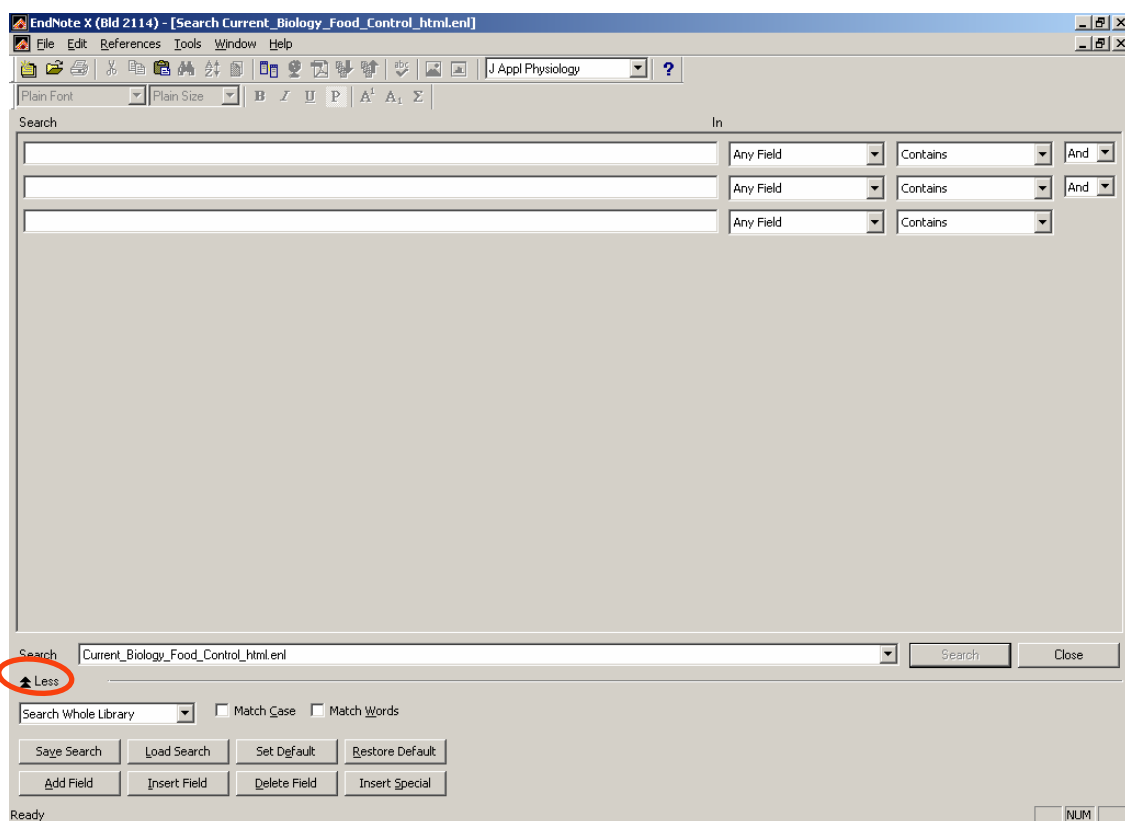 EndNote X (Bld 2114) - [Search Current_Biology_Food_Control_html.enl]
File Edit References Tools Window Help
J Appl Physiology ?
Plain Font Plain Size B I U P A¹ A₁ Σ
Search In
Any Field Contains And
Any Field Contains And
Any Field Contains
Search Current_Biology_Food_Control_html.enl Search Close
Less
Search Whole Library Match Case Match Words
Save Search Load Search Set Default Restore Default
Add Field Insert Field Delete Field Insert Special
Ready NUM